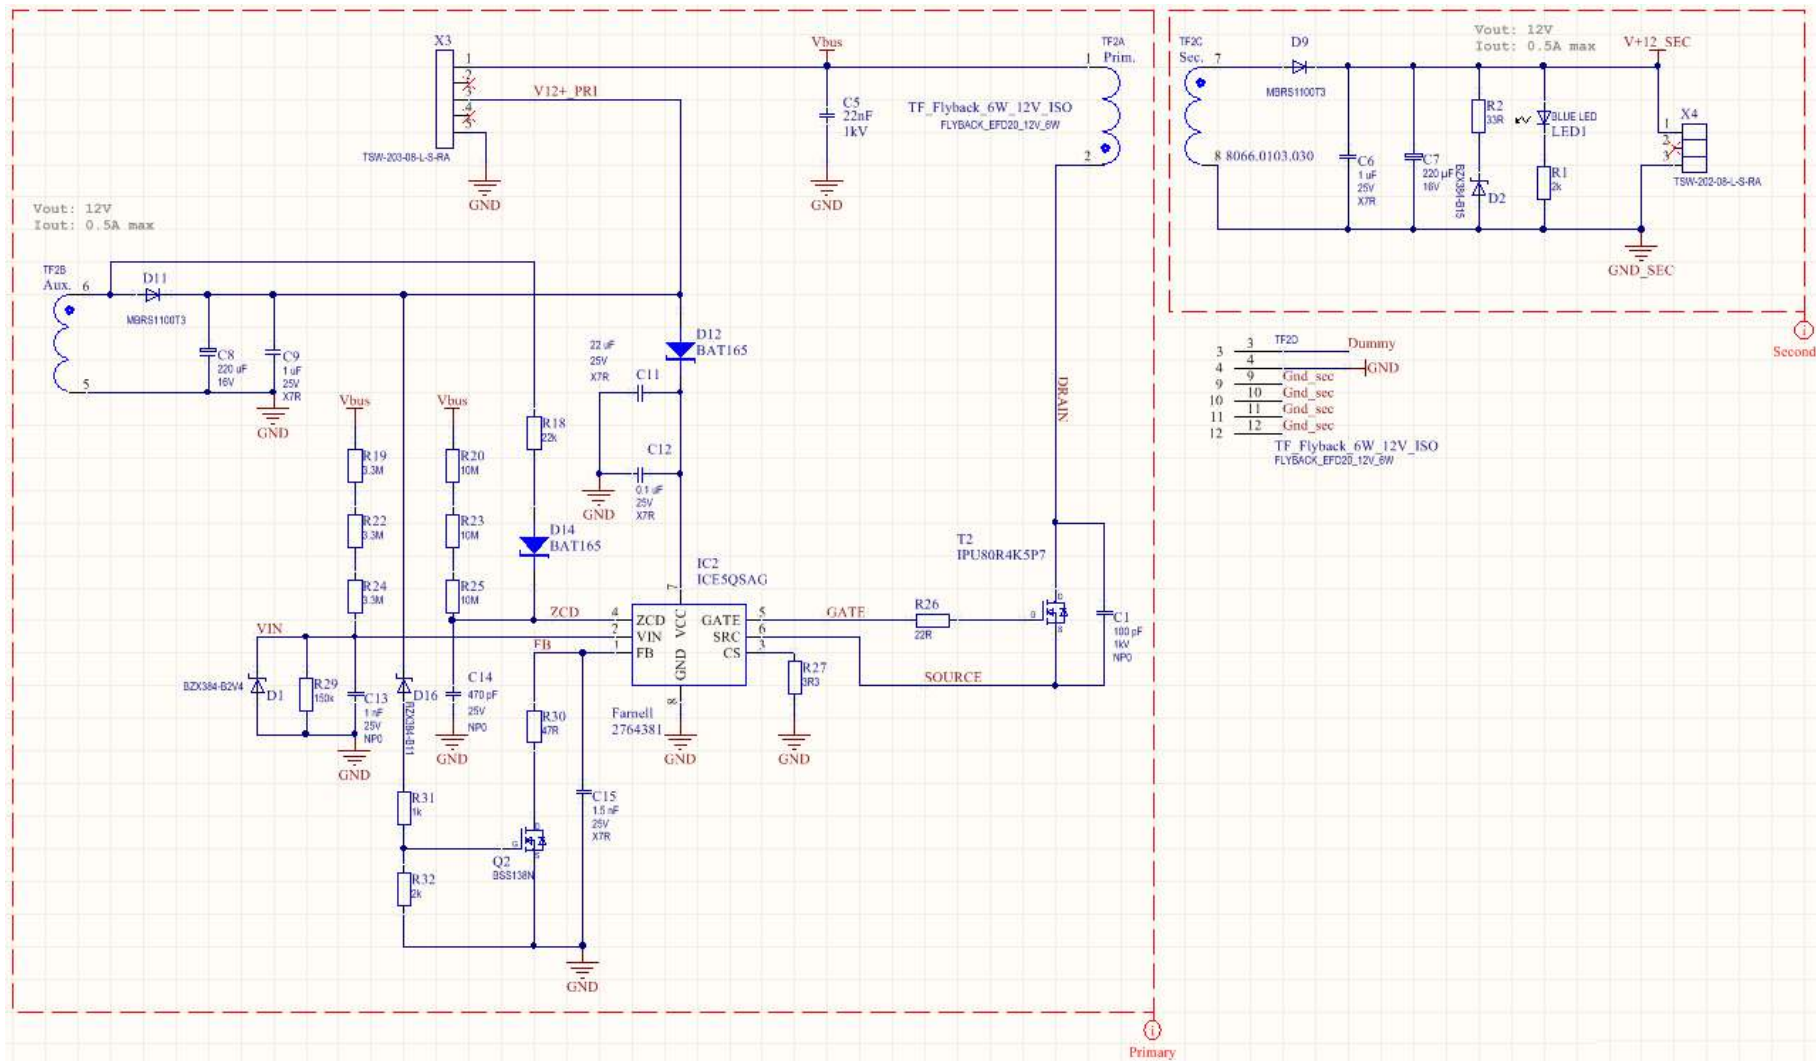 X3
1
2
3
4
5
V12+_PRI
TSW-203-08-L-S-RA
GND
Vbus
C5
22nF
1kV
GND
TF2A
1 Prim.
TF_Flyback_6W_12V_ISO
FLYBACK_EFD20_12V_6W
2
TF2C
Sec. 7
D9
MBRS1100T3
Vout: 12V
Iout: 0.5A max
V+12_SEC
R2
33R
BLUE LED
LED1
X4
1
2
3
TSW-202-08-L-S-RA
8 8066.0103.030
C6
1 uF
25V
X7R
C7
220 µF
16V
BZX384-B15
D2
R1
2k
GND_SEC
Second
Vout: 12V
Iout: 0.5A max
TF2B
Aux. 6
D11
MBRS1100T3
5
C8
220 uF
16V
C9
1 uF
25V
X7R
GND
D12
BAT165
22 uF
25V
X7R
C11
C12
0.1 uF
25V
X7R
GND
DRAIN
TF2D
3 3 Dummy
4 4 GND
9 9 Gnd_sec
10 10 Gnd_sec
11 11 Gnd_sec
12 12 Gnd_sec
TF_Flyback_6W_12V_ISO
FLYBACK_EFD20_12V_6W
Vbus
R19
3.3M
R22
3.3M
R24
3.3M
Vbus
R20
10M
R23
10M
R25
10M
R18
22k
D14
BAT165
IC2
ICE5QSAG
7
ZCD 4 ZCD
VIN 2 VIN
FB 1 FB
VCC
GND
8
GATE 5 GATE
SRC 6
CS 3
R26
22R
T2
IPU80R4K5P7
D
G
S
C1
100 pF
1kV
NP0
SOURCE
R27
3R3
GND
Farnell
2764381
GND
BZX384-B2V4
D1
R29
150k
C13
1 nF
25V
NP0
GND
D16
BZX384-B11
C14
470 pF
25V
NP0
GND
R30
47R
R31
1k
R32
2k
D
G
S
Q2
BSS138N
C15
1.5 nF
25V
X7R
GND
Primary